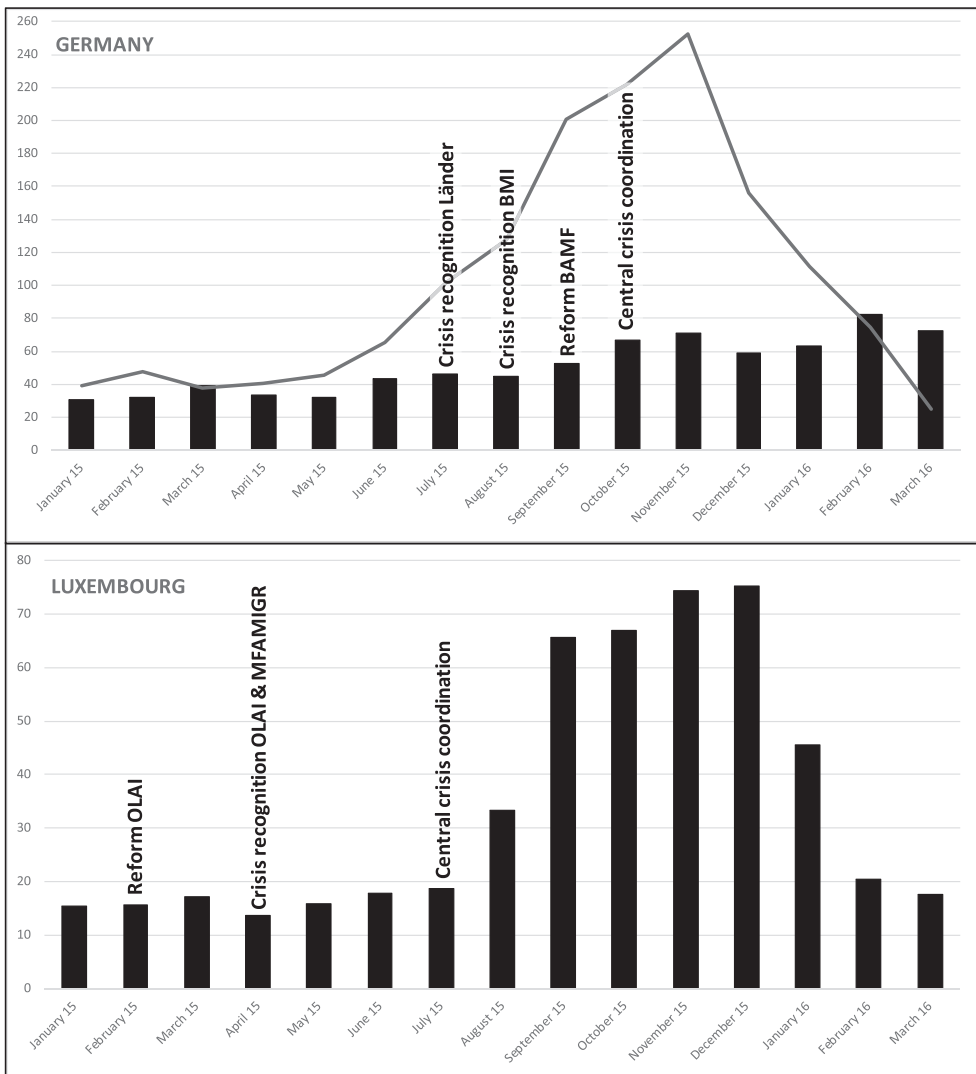 GERMANY
260
240
220
200
180
160
140
120
100
80
60
40
20
0
Crisis recognition Länder
Crisis recognition BMI
Reform BAMF
Central crisis coordination
January 15
February 15
March 15
April 15
May 15
June 15
July 15
August 15
September 15
October 15
November 15
December 15
January 16
February 16
March 16
LUXEMBOURG
80
70
60
50
40
30
20
10
0
Reform OLAI
Crisis recognition OLAI & MFAMIGR
Central crisis coordination
January 15
February 15
March 15
April 15
May 15
June 15
July 15
August 15
September 15
October 15
November 15
December 15
January 16
February 16
March 16